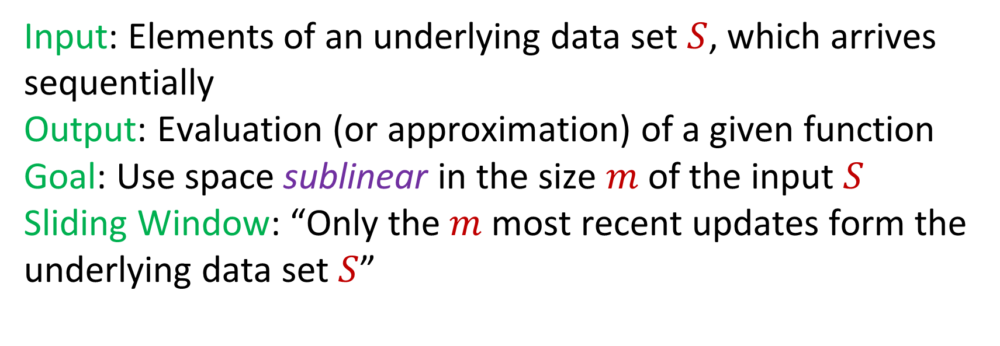 Input: Elements of an underlying data set S, which arrives
sequentially
Output: Evaluation (or approximation) of a given function
Goal: Use space sublinear in the size m of the input S
Sliding Window: “Only the m most recent updates form the
underlying data set S”